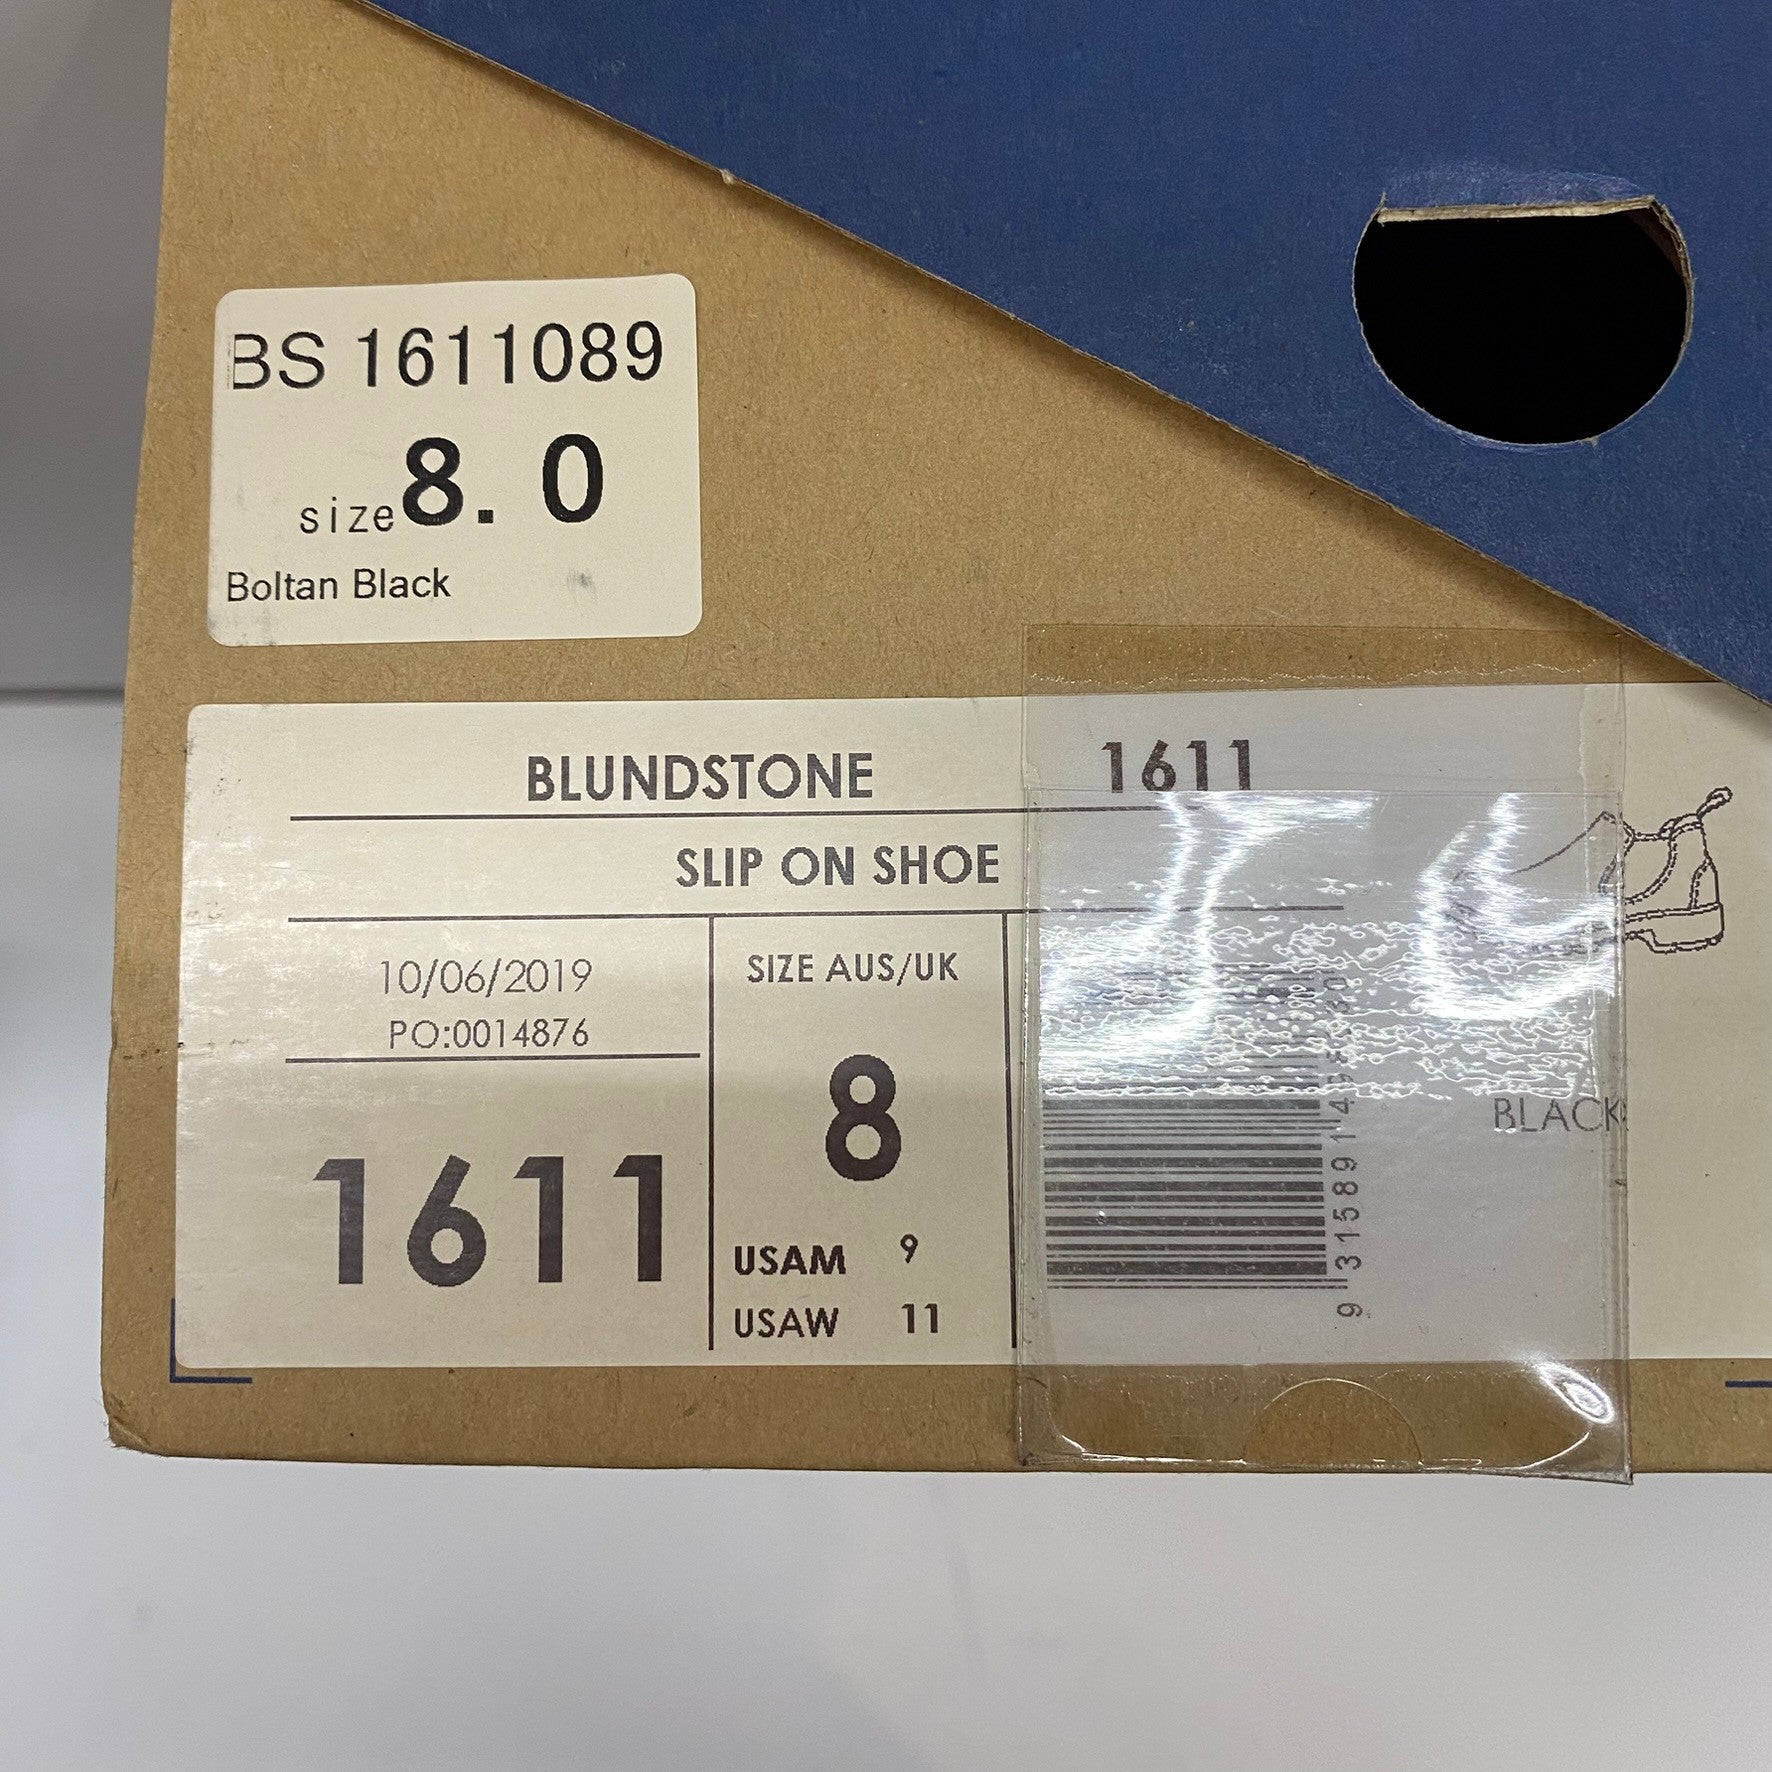 BS 1611089
size 8.0
Boltan Black
BLUNDSTONE 1611
SLIP ON SHOE
10/06/2019
PO:0014876
1611
SIZE AUS/UK
8
USAM 9
USAW 11
BLACK